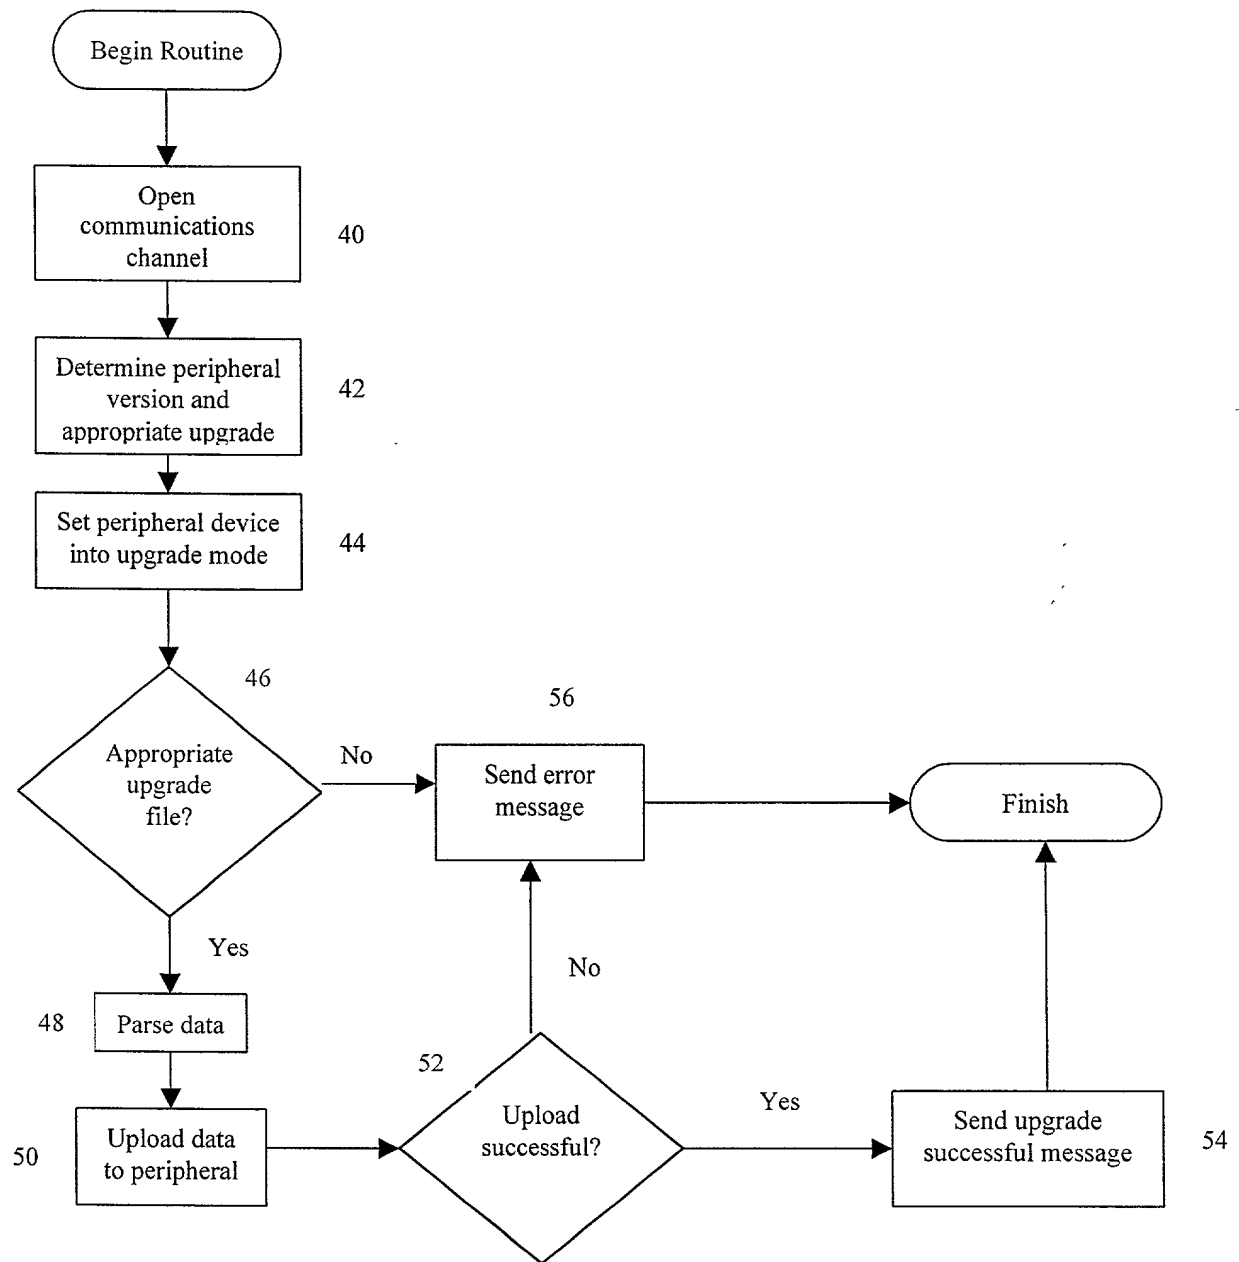 Begin Routine
Open
communications
channel
40
Determine peripheral
version and
appropriate upgrade
42
Set peripheral device
into upgrade mode
44
46
Appropriate
upgrade
file?
No
56
Send error
message
Finish
Yes
No
48
Parse data
52
Upload
successful?
Yes
Send upgrade
successful message
54
50
Upload data
to peripheral